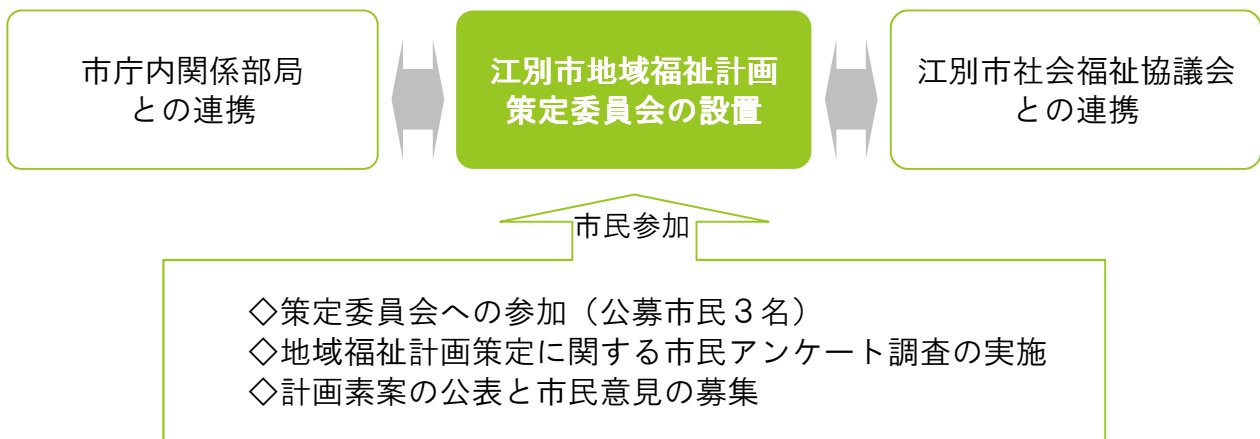 市庁内関係部局
との連携
江別市地域福祉計画
策定委員会の設置
江別市社会福祉協議会
との連携
市民参加
◇策定委員会への参加（公募市民３名）
◇地域福祉計画策定に関する市民アンケート調査の実施
◇計画素案の公表と市民意見の募集